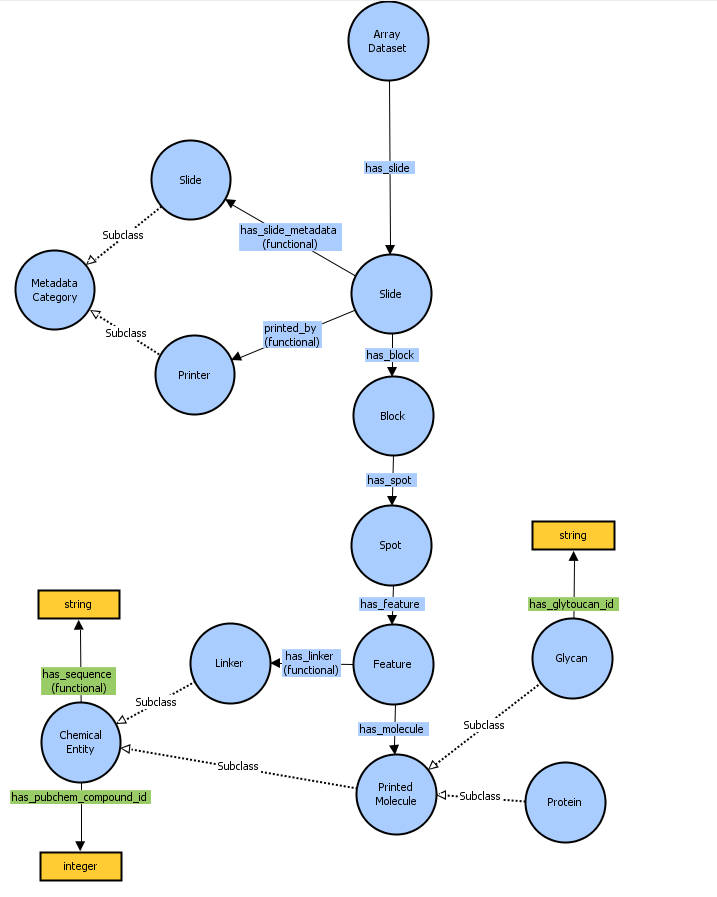 Array
Dataset
has_slide
Slide
has_slide_metadata
(functional)
Subclass
Metadata
Category
Slide
printed_by
(functional)
Subclass
has_block
Printer
Block
has_spot
string
Spot
has_feature
has_glytoucan_id
string
Linker
has_linker
(functional)
Feature
Glycan
has_sequence
(functional)
Subclass
has_molecule
Subclass
Chemical
Entity
Subclass
has_pubchem_compound_id
Printed
Molecule
Subclass
Protein
integer